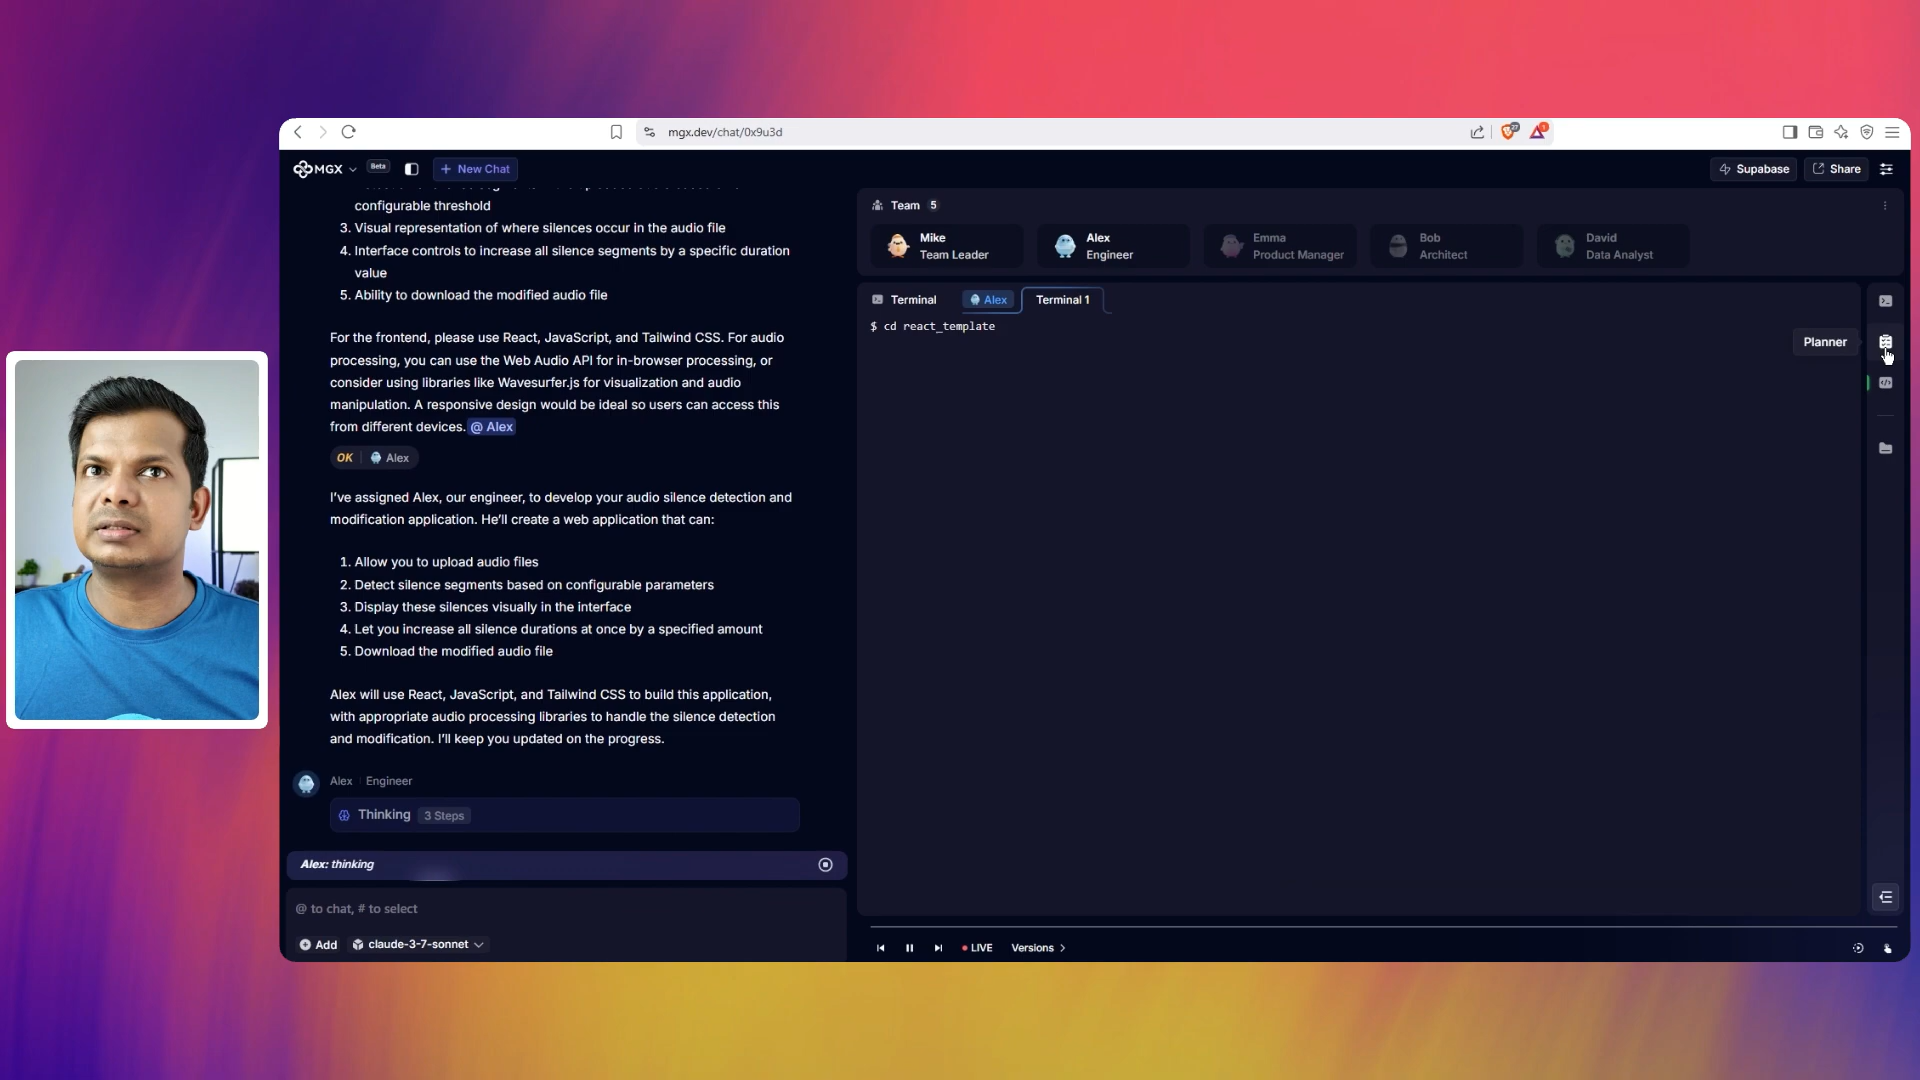 mgx.dev/chat/0x9u3d
MGX
Beta
+ New Chat
Supabase
Share
configurable threshold
3. Visual representation of where silences occur in the audio file
4. Interface controls to increase all silence segments by a specific duration
value
5. Ability to download the modified audio file
For the frontend, please use React, JavaScript, and Tailwind CSS. For audio
processing, you can use the Web Audio API for in-browser processing, or
consider using libraries like Wavesurfer.js for visualization and audio
manipulation. A responsive design would be ideal so users can access this
from different devices. @ Alex
OK | Alex
I've assigned Alex, our engineer, to develop your audio silence detection and
modification application. He'll create a web application that can:
1. Allow you to upload audio files
2. Detect silence segments based on configurable parameters
3. Display these silences visually in the interface
4. Let you increase all silence durations at once by a specified amount
5. Download the modified audio file
Alex will use React, JavaScript, and Tailwind CSS to build this application,
with appropriate audio processing libraries to handle the silence detection
and modification. I'll keep you updated on the progress.
Alex | Engineer
Thinking 3 Steps
Alex: thinking
@ to chat, # to select
Add
claude-3-7-sonnet
Team 5
Mike
Team Leader
Alex
Engineer
Emma
Product Manager
Bob
Architect
David
Data Analyst
Terminal
Alex
Terminal 1
$ cd react_template
Planner
LIVE
Versions >